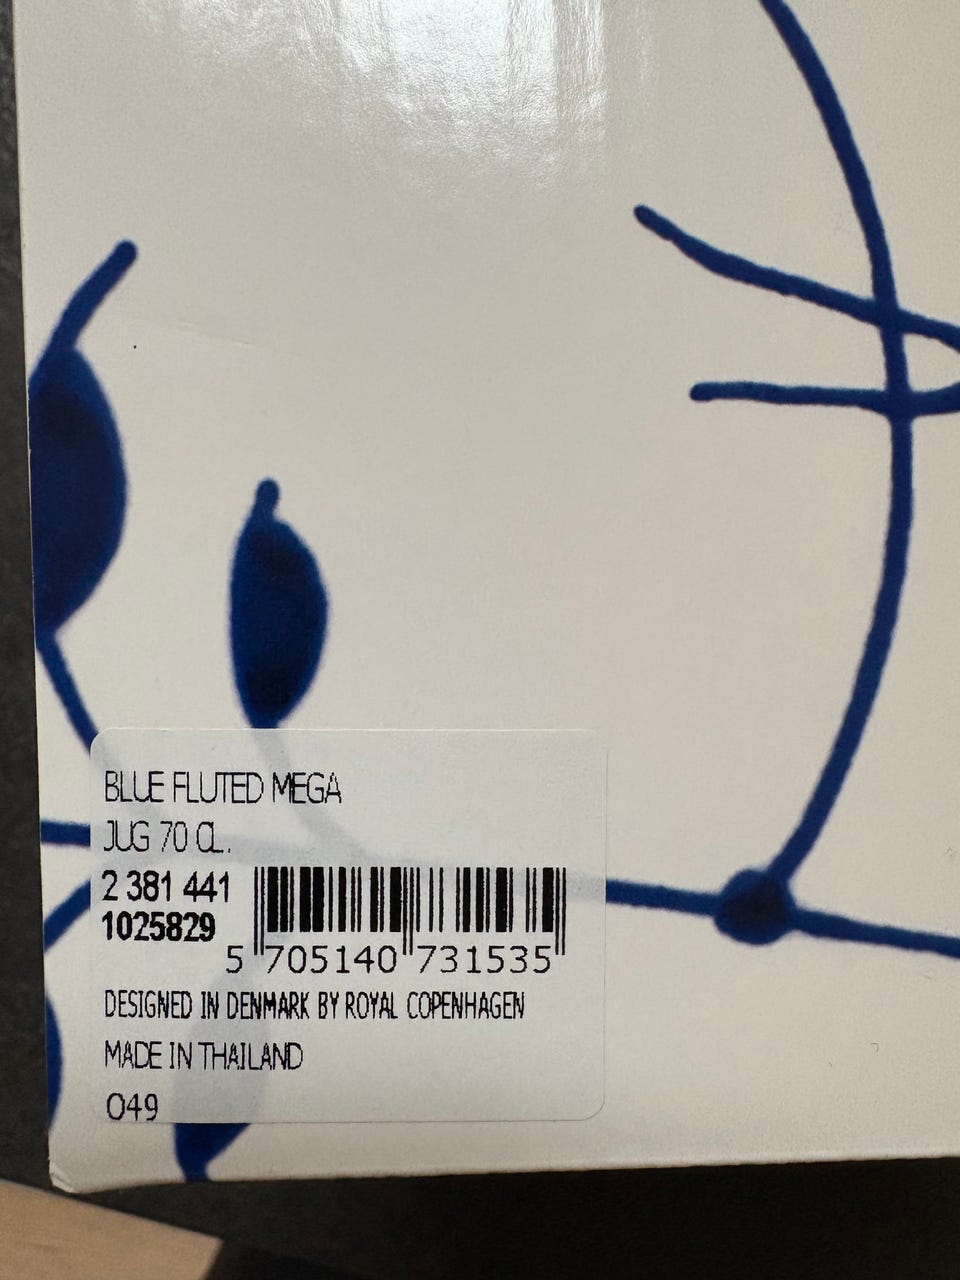 BLUE FLUTED MEGA
JUG 70 CL.
2 381 441
1025829
5 705140 731535
DESIGNED IN DENMARK BY ROYAL COPENHAGEN
MADE IN THAILAND
O49